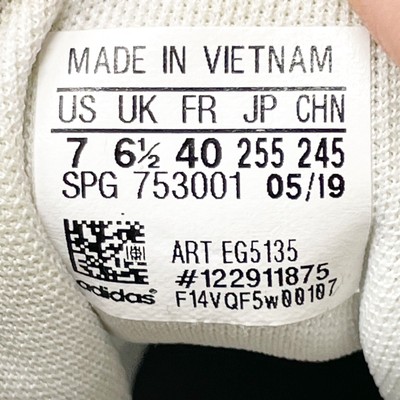 MADE IN VIETNAM
US UK FR JP CHN
7 6½ 40 255 245
SPG 753001 05/19
ART EG5135
#122911875
adidas® F14VQF5w00107